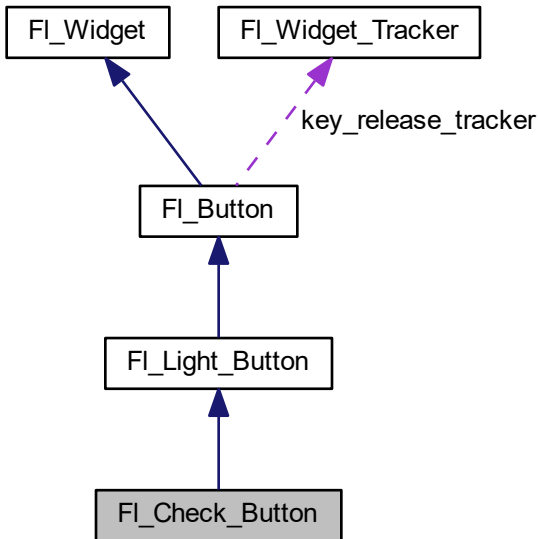 Fl_Widget
Fl_Widget_Tracker
key_release_tracker
Fl_Button
Fl_Light_Button
Fl_Check_Button